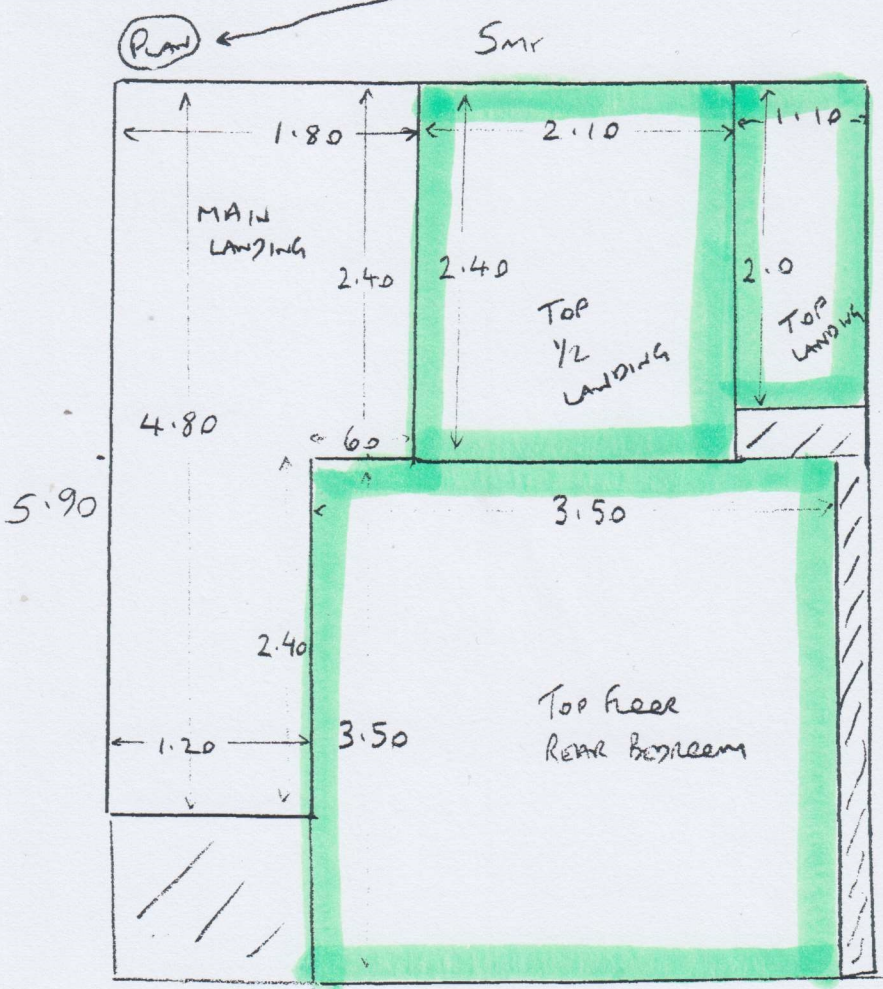 PLAN
5MT
1.80
2.10
1.10
MAIN
LANDING
2.40
2.40
2.0
TOP
1/2
LANDING
TOP
LANDING
4.80
60
5.90
3.50
2.40
1.20
3.50
TOP FLOOR
REAR BEDROOM